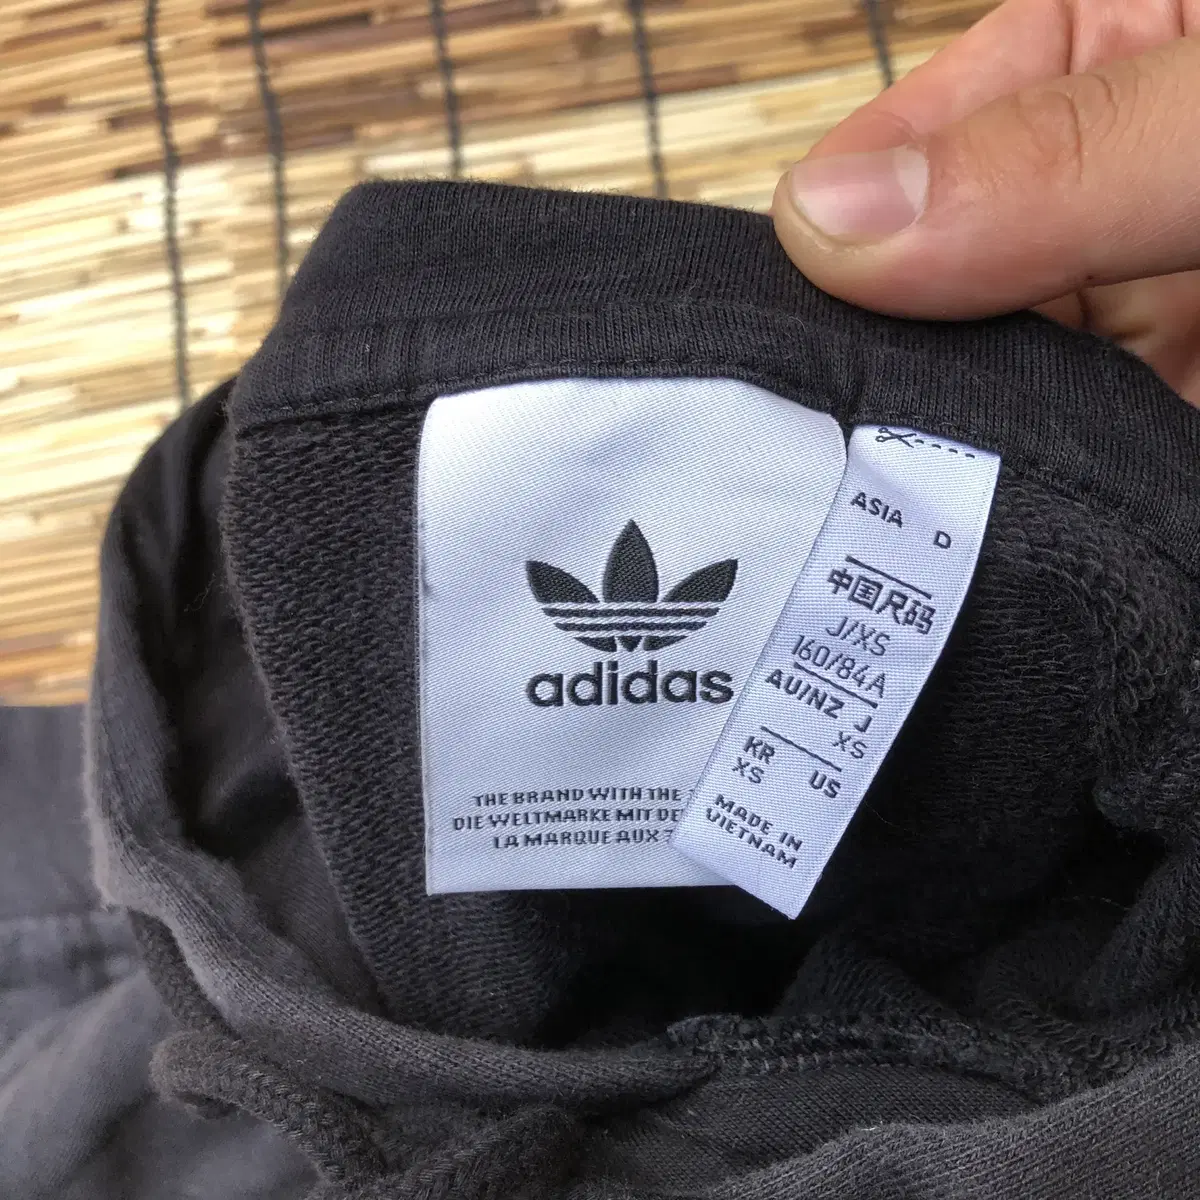 adidas
THE BRAND WITH THE
DIE WELTMARKE MIT
LA MARQUE AUX
ASIA D
中国尺码
J/XS
160/84A
AU/NZ J
XS
KR US
XS
MADE IN
VIETNAM